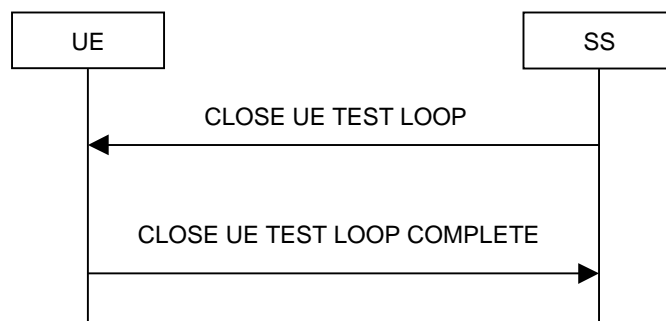 UE
SS
CLOSE UE TEST LOOP
CLOSE UE TEST LOOP COMPLETE